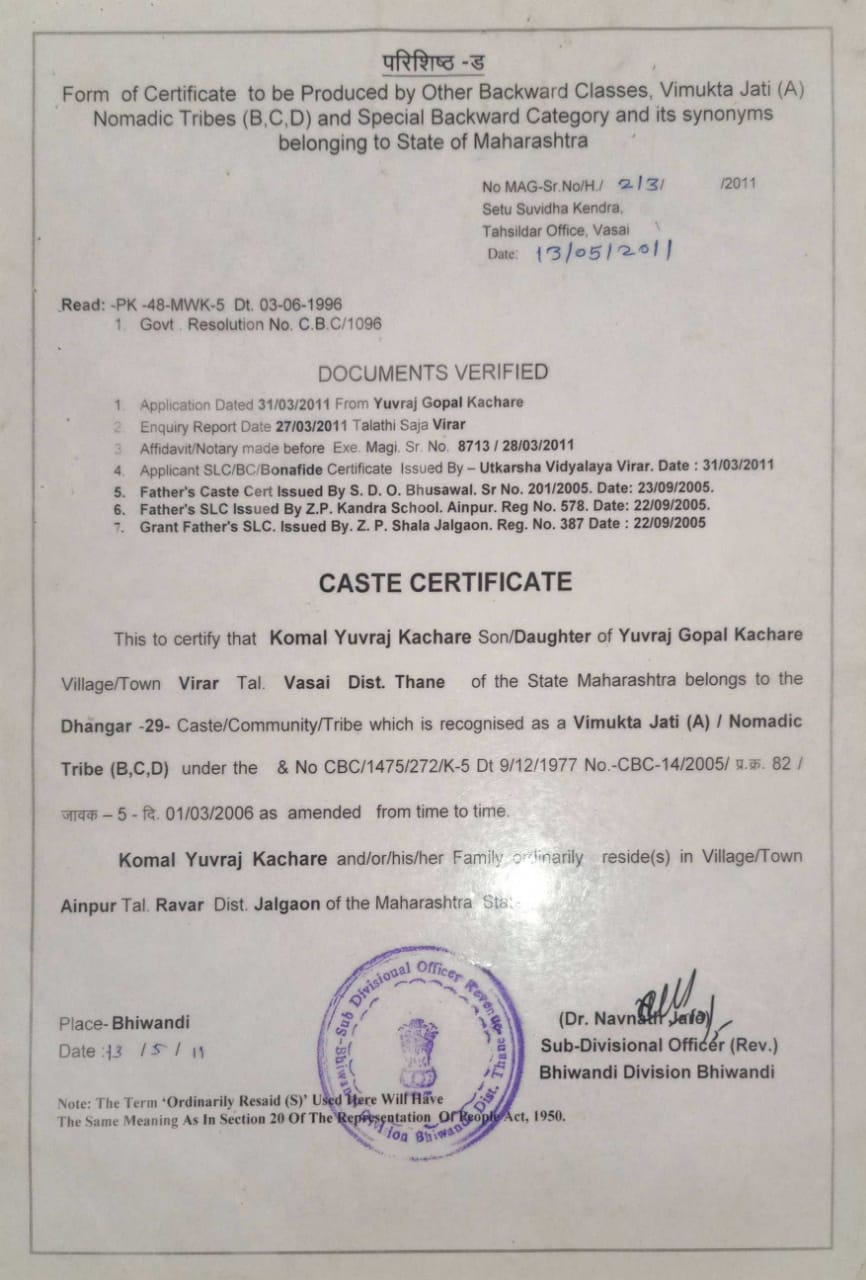 परिशिष्ठ -ड
Form of Certificate to be Produced by Other Backward Classes, Vimukta Jati (A)
Nomadic Tribes (B,C,D) and Special Backward Category and its synonyms
belonging to State of Maharashtra
No MAG-Sr.No/H./ 213/ /2011
Setu Suvidha Kendra,
Tahsildar Office, Vasai
Date: 13/05/2011
Read: -PK -48-MWK-5 Dt. 03-06-1996
1. Govt . Resolution No. C.B.C/1096
DOCUMENTS VERIFIED
1. Application Dated 31/03/2011 From Yuvraj Gopal Kachare
2. Enquiry Report Date 27/03/2011 Talathi Saja Virar
3. Affidavit/Notary made before Exe. Magi. Sr. No. 8713 / 28/03/2011
4. Applicant SLC/BC/Bonafide Certificate Issued By – Utkarsha Vidyalaya Virar. Date : 31/03/2011
5. Father's Caste Cert Issued By S. D. O. Bhusawal. Sr No. 201/2005. Date: 23/09/2005.
6. Father's SLC Issued By Z.P. Kandra School. Ainpur. Reg No. 578. Date: 22/09/2005.
7. Grant Father's SLC. Issued By. Z. P. Shala Jalgaon. Reg. No. 387 Date : 22/09/2005
CASTE CERTIFICATE
This to certify that Komal Yuvraj Kachare Son/Daughter of Yuvraj Gopal Kachare
Village/Town Virar Tal. Vasai Dist. Thane of the State Maharashtra belongs to the
Dhangar -29- Caste/Community/Tribe which is recognised as a Vimukta Jati (A) / Nomadic
Tribe (B,C,D) under the & No CBC/1475/272/K-5 Dt 9/12/1977 No.-CBC-14/2005/ प्र.क्र. 82 /
जावक – 5 - दि. 01/03/2006 as amended from time to time.
Komal Yuvraj Kachare and/or/his/her Family ordinarily reside(s) in Village/Town
Ainpur Tal. Ravar Dist. Jalgaon of the Maharashtra
Sub Divisioual Officer Revenue
Bhiwandi Dist. Thane
Place- Bhiwandi
Date :13 /5 / 11
(Dr. Navnath
Sub-Divisional Officer (Rev.)
Bhiwandi Division Bhiwandi
Note: The Term ‘Ordinarily Resaid (S)’ Used Here Will Have
The Same Meaning As In Section 20 Of The Representation Of People Act, 1950.